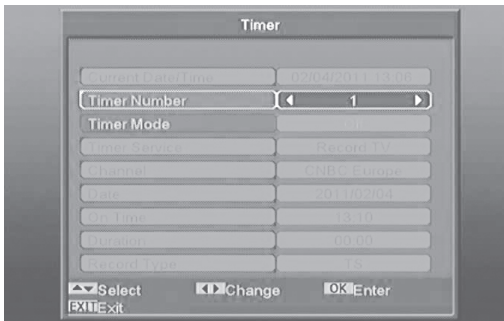 Timer
Current Date/Time 02/04/2011 13:06
Timer Number 1
Timer Mode
Timer Service Record TV
Channel CNBC Europe
Date 2011/02/04
On Time 13:10
Duration 00:00
Record Type TS
Select Change OK Enter
EXIT Exit